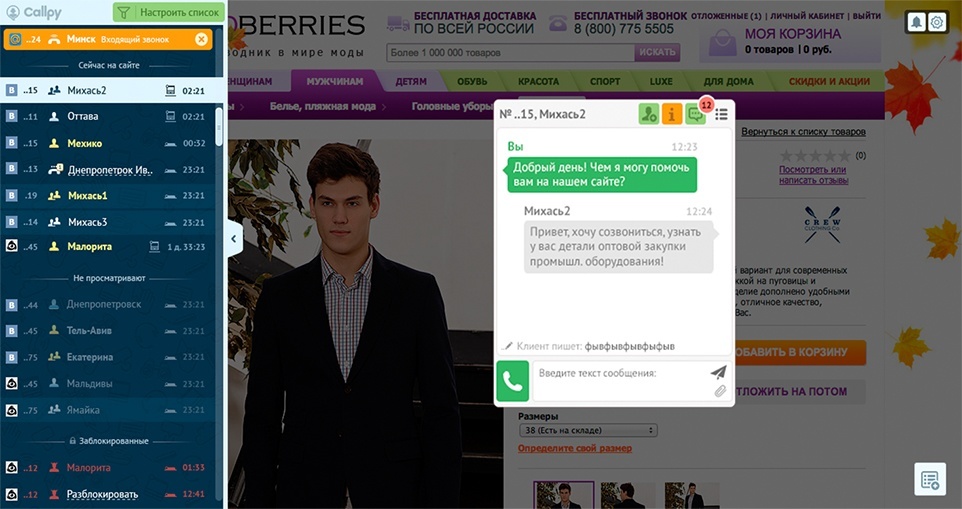 Callpy
Настроить список
..24 Минск Входящий звонок
Сейчас на сайте
В ..15 Михась2 02:21
В ..11 Оттава 02:21
В ..15 Мехико 00:32
В ..13 1 Днепропетрок Ив.. 23:21
В .19 Михась1 23:21
В ..14 Михась3 23:21
..45 Малорита 1 д. 33:23
Не просматривают
В ..44 Днепропетровск 23:21
В ..45 Тель-Авив 23:21
В ..75 Екатерина 23:21
..45 Мальдивы 23:21
..75 Ямайка 23:21
Заблокированные
..12 Малорита 01:33
..12 Разблокировать 12:41
BERRIES
водник в мире моды
БЕСПЛАТНАЯ ДОСТАВКА
ПО ВСЕЙ РОССИИ
БЕСПЛАТНЫЙ ЗВОНОК
8 (800) 775 5505
ОТЛОЖЕННЫЕ (1) | ЛИЧНЫЙ КАБИНЕТ | ВЫЙТИ
МОЯ КОРЗИНА
0 товаров | 0 руб.
Более 1 000 000 товаров
ИСКАТЬ
ЕНЩИНАМ МУЖЧИНАМ ДЕТЯМ ОБУВЬ КРАСОТА СПОРТ LUXE ДЛЯ ДОМА СКИДКИ И АКЦИИ
ы Белье, пляжная мода Головные уборы
№ ..15, Михась2
12
Вы 12:23
Добрый день! Чем я могу помочь
вам на нашем сайте?
Михась2 12:24
Привет, хочу созвониться, узнать
у вас детали оптовой закупки
промышл. оборудования!
Клиент пишет: фывфывфывфыфыв
Введите текст сообщения:
Вернуться к списку товаров
(0)
Посмотреть или
написать отзывы
CREW
CLOTHING Co.
й вариант для современных
жкой на пуговицы и
делие дополнено удобными
, отличное качество,
Вас.
ОБАВИТЬ В КОРЗИНУ
ТЛОЖИТЬ НА ПОТОМ
Размеры
38 (Есть на складе)
Определите свой размер